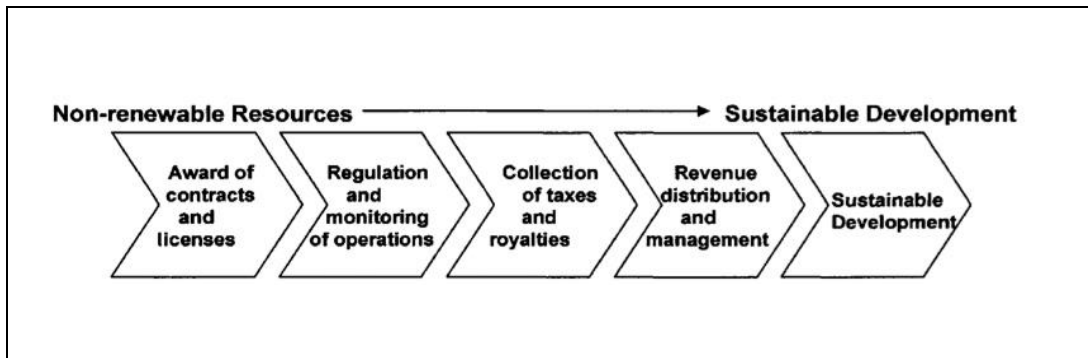 Non-renewable Resources
Sustainable Development
Award of
contracts
and
licenses
Regulation
and
monitoring
of operations
Collection
of taxes
and
royalties
Revenue
distribution
and
management
Sustainable
Development